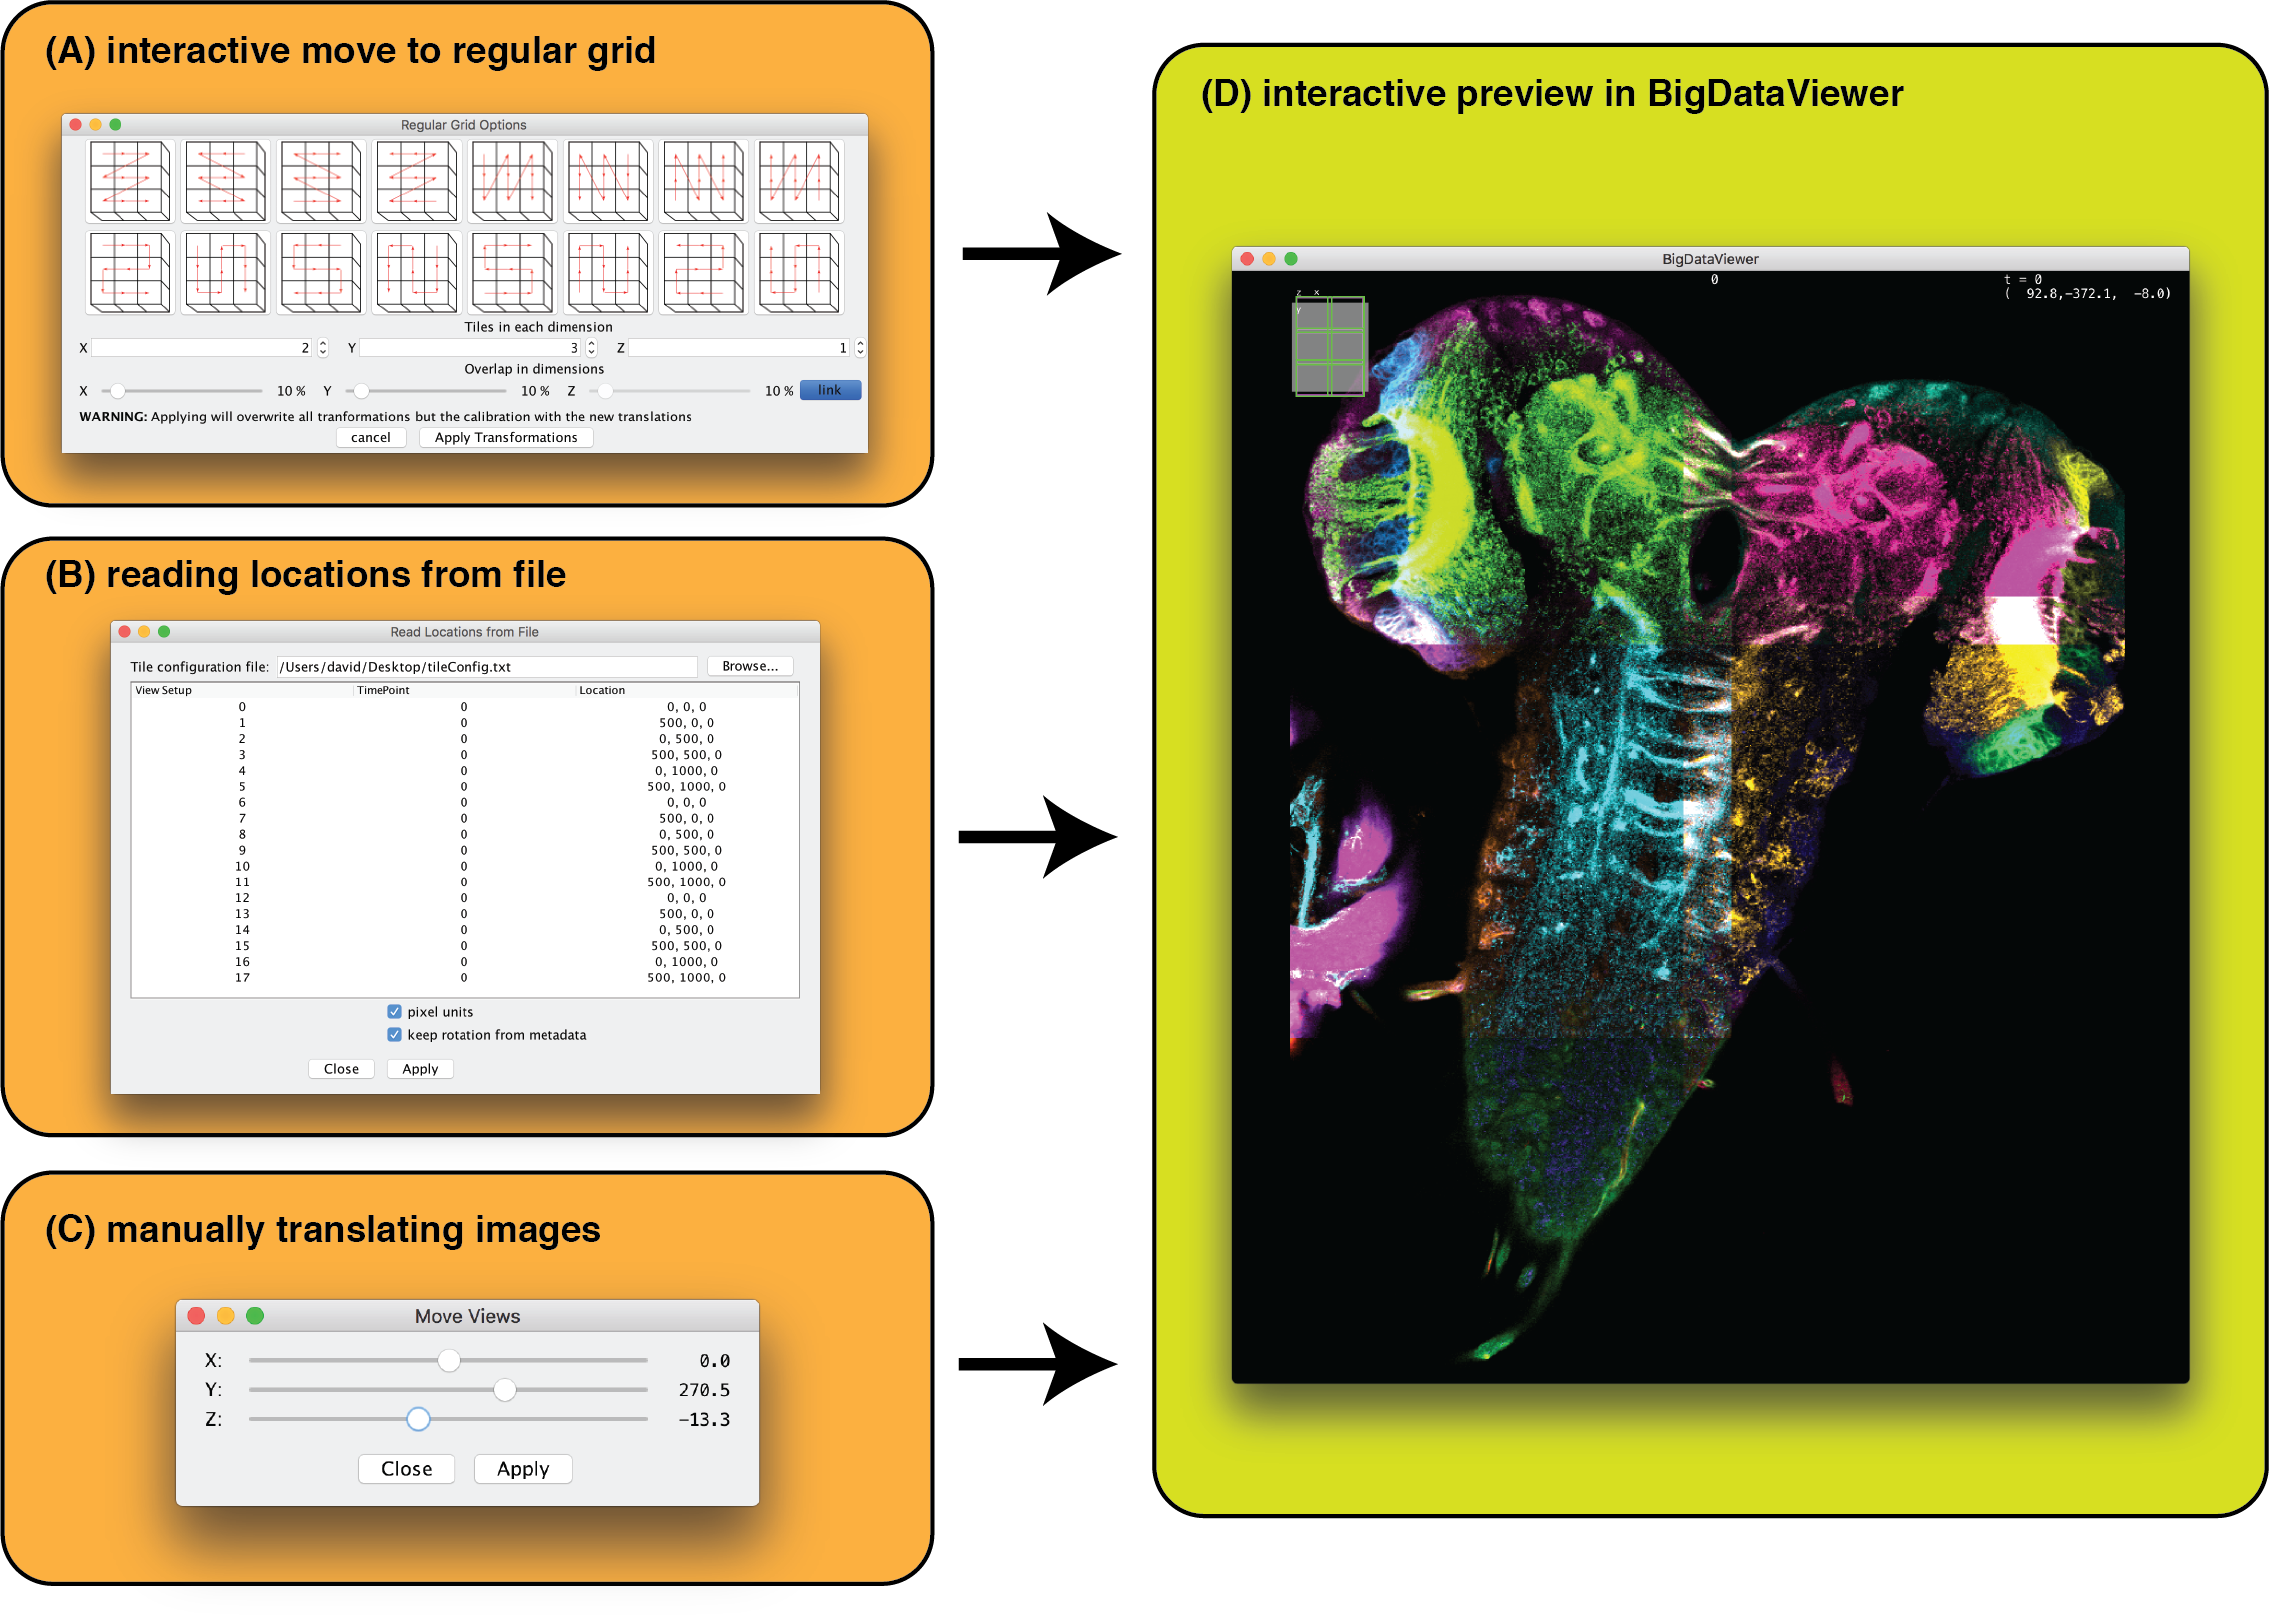 (A) interactive move to regular grid
Regular Grid Options
Tiles in each dimension
X 2 Y 3 Z 1
Overlap in dimensions
X 10 % Y 10 % Z 10 % link
WARNING: Applying will overwrite all tranformations but the calibration with the new translations
cancel Apply Transformations
(B) reading locations from file
Read Locations from File
Tile configuration file: /Users/david/Desktop/tileConfig.txt Browse...
View Setup TimePoint Location
0 0 0, 0, 0
1 0 500, 0, 0
2 0 0, 500, 0
3 0 500, 500, 0
4 0 0, 1000, 0
5 0 500, 1000, 0
6 0 0, 0, 0
7 0 500, 0, 0
8 0 0, 500, 0
9 0 500, 500, 0
10 0 0, 1000, 0
11 0 500, 1000, 0
12 0 0, 0, 0
13 0 500, 0, 0
14 0 0, 500, 0
15 0 500, 500, 0
16 0 0, 1000, 0
17 0 500, 1000, 0
pixel units
keep rotation from metadata
Close Apply
(C) manually translating images
Move Views
X: 0.0
Y: 270.5
Z: -13.3
Close Apply
(D) interactive preview in BigDataViewer
BigDataViewer
0 t = 0
( 92.8,-372.1, -8.0)
z x
Y